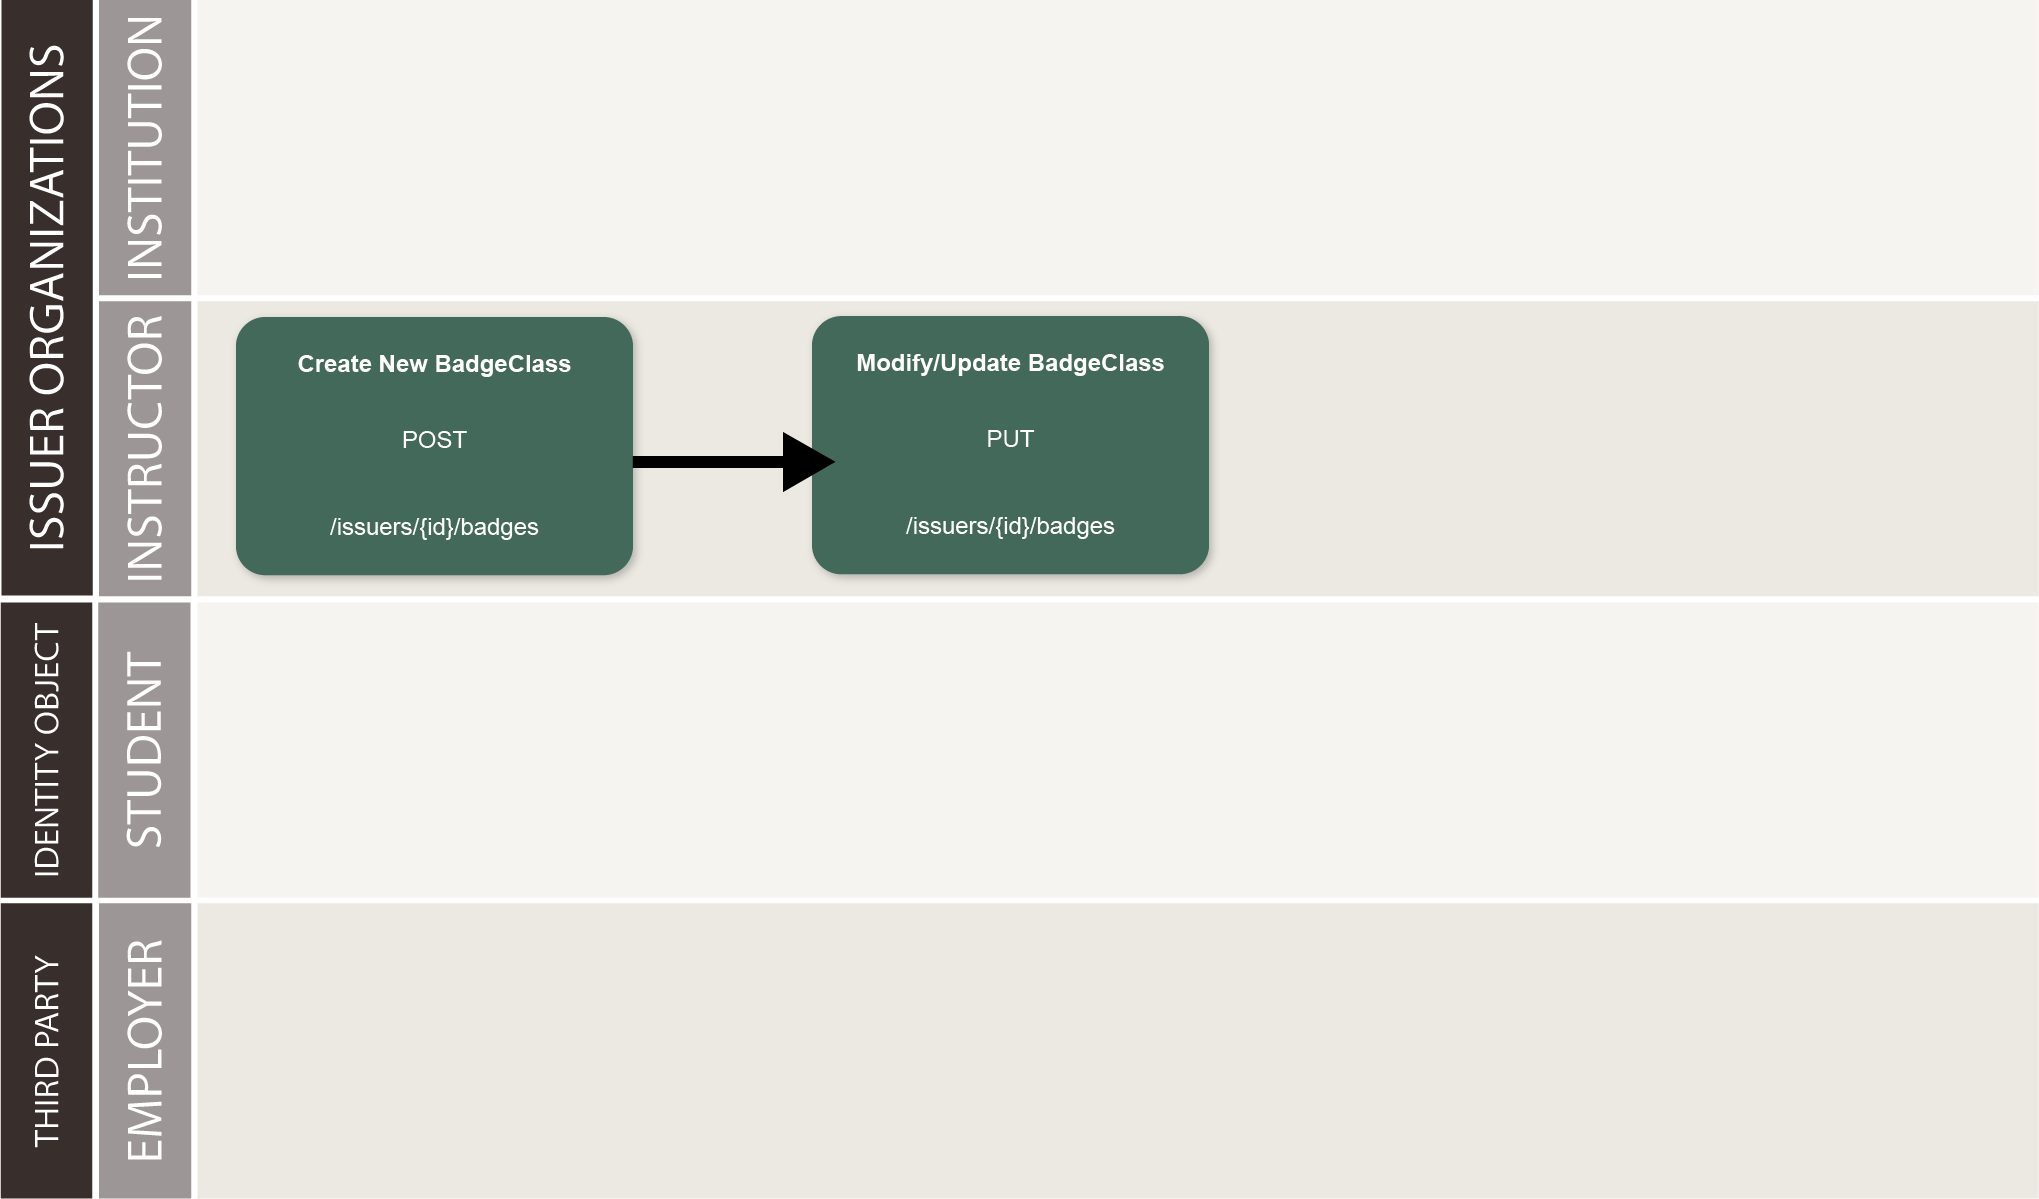 ISSUER ORGANIZATIONS
INSTITUTION
INSTRUCTOR
Create New BadgeClass
POST
/issuers/{id}/badges
Modify/Update BadgeClass
PUT
/issuers/{id}/badges
IDENTITY OBJECT
STUDENT
THIRD PARTY
EMPLOYER